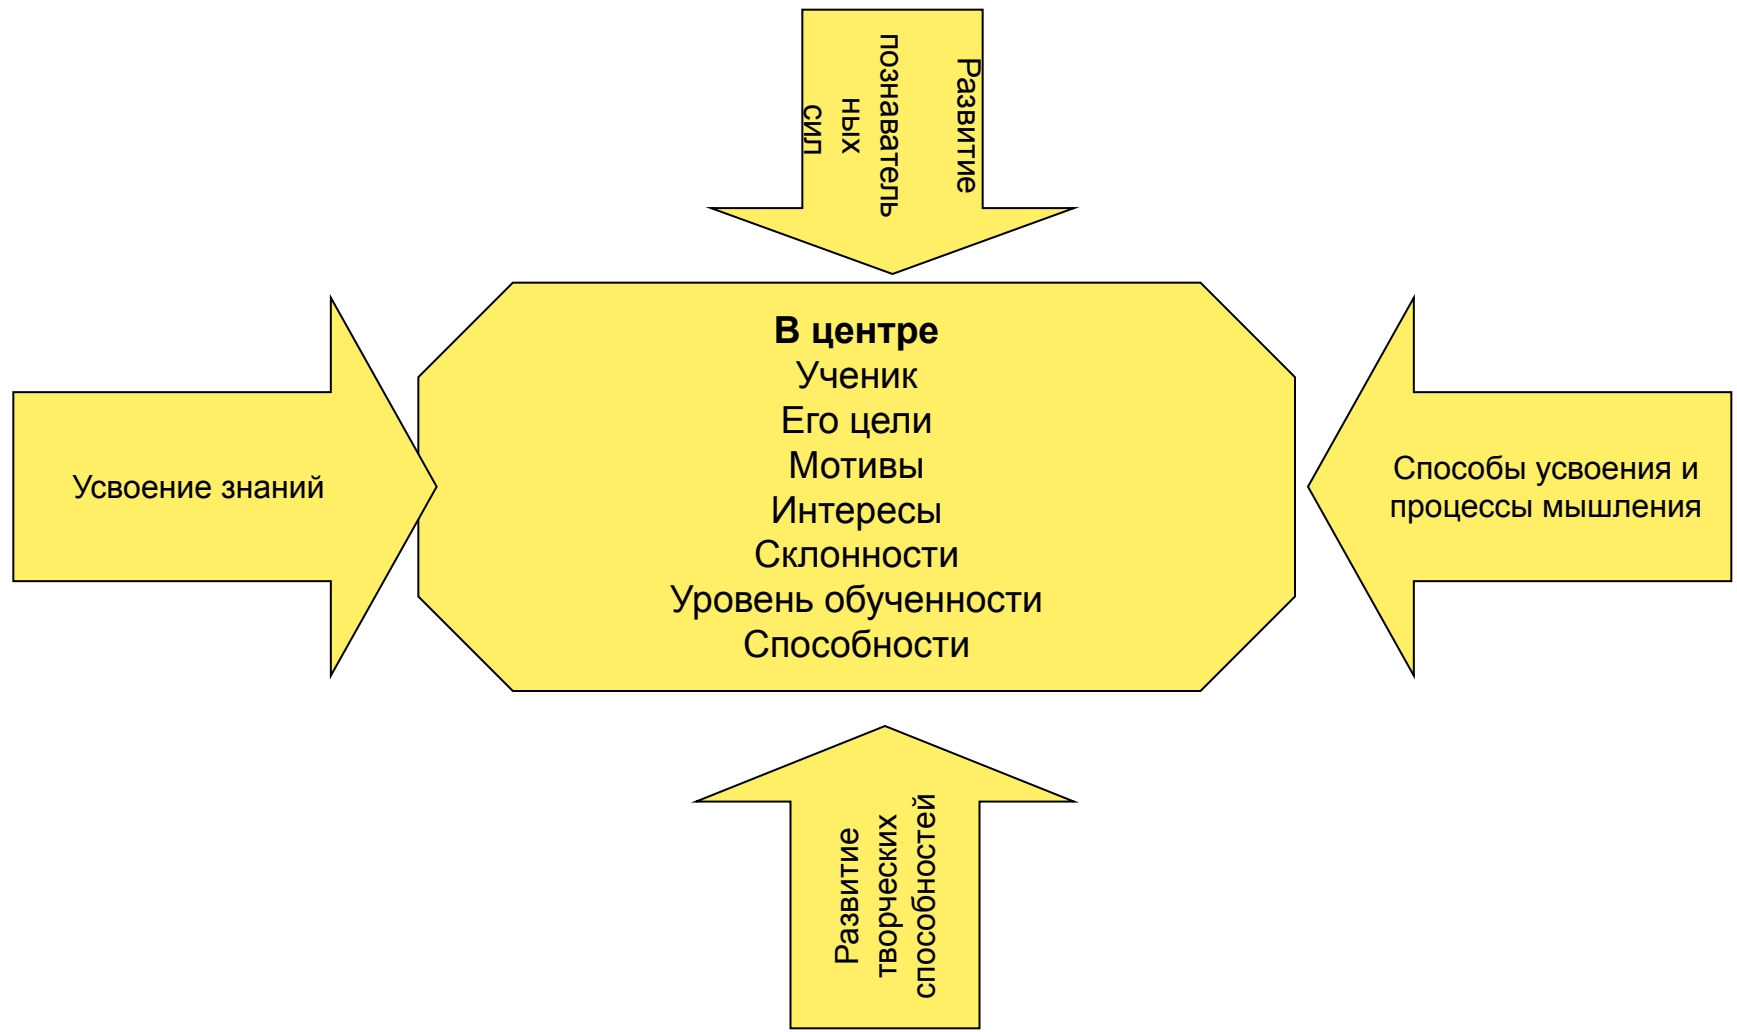 Развитие
познаватель
ных
сил
В центре
Ученик
Его цели
Мотивы
Интересы
Склонности
Уровень обученности
Способности
Усвоение знаний
Способы усвоения и
процессы мышления
Развитие
творческих
способностей